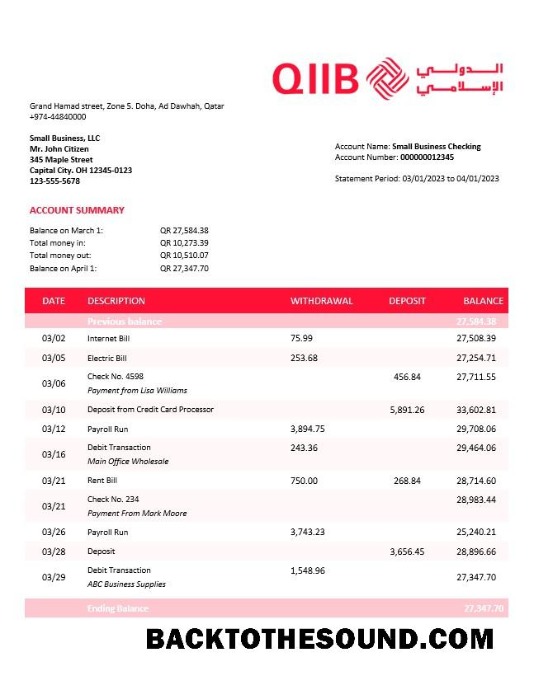 QIIB الـدولـي
الإسـلامـي
Grand Hamad street, Zone 5. Doha, Ad Dawhah, Qatar
+974-44840000
Small Business, LLC
Mr. John Citizen
345 Maple Street
Capital City. OH 12345-0123
123-555-5678
Account Name: Small Business Checking
Account Number: 000000012345
Statement Period: 03/01/2023 to 04/01/2023
ACCOUNT SUMMARY
Balance on March 1: QR 27,584.38
Total money in: QR 10,273.39
Total money out: QR 10,510.07
Balance on April 1: QR 27,347.70
DATE DESCRIPTION WITHDRAWAL DEPOSIT BALANCE
Previous balance 27,584.38
03/02 Internet Bill 75.99 27,508.39
03/05 Electric Bill 253.68 27,254.71
03/06 Check No. 4598 456.84 27,711.55
Payment from Lisa Williams
03/10 Deposit from Credit Card Processor 5,891.26 33,602.81
03/12 Payroll Run 3,894.75 29,708.06
03/16 Debit Transaction 243.36 29,464.06
Main Office Wholesale
03/21 Rent Bill 750.00 268.84 28,714.60
03/21 Check No. 234 28,983.44
Payment From Mark Moore
03/26 Payroll Run 3,743.23 25,240.21
03/28 Deposit 3,656.45 28,896.66
03/29 Debit Transaction 1,548.96 27,347.70
ABC Business Supplies
Ending Balance 27,347.70
BACKTOTHESOUND.COM